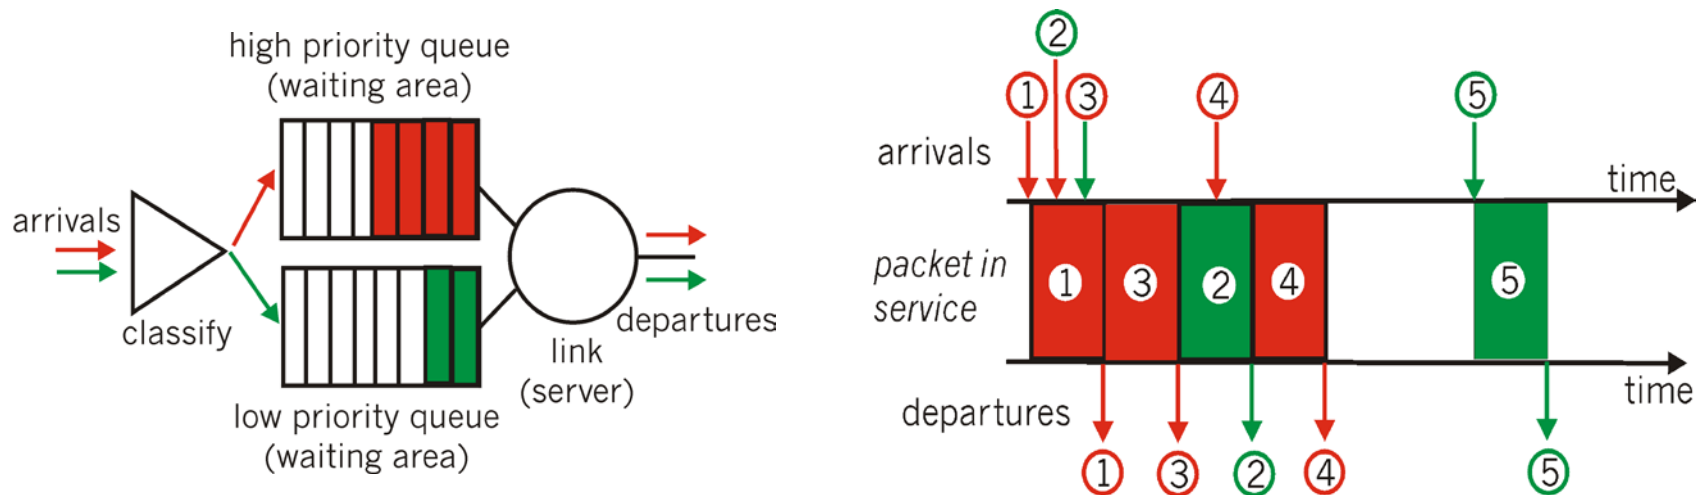 high priority queue
(waiting area)
arrivals
classify
low priority queue
(waiting area)
link
(server)
departures
2
1
3
4
5
arrivals
time
packet in
service
1
3
2
4
5
time
departures
1
3
2
4
5